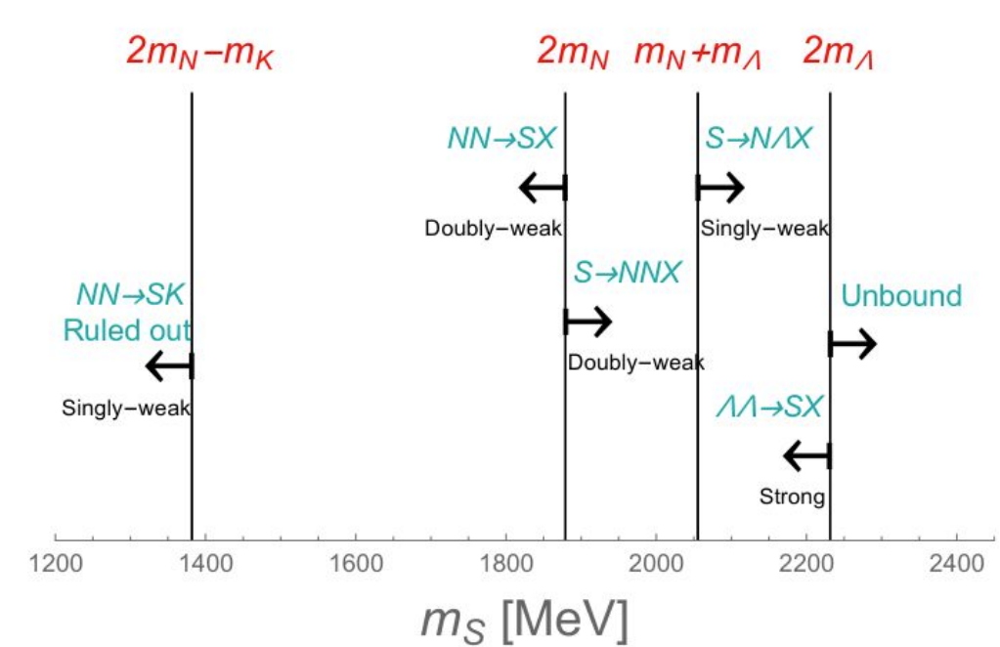 2m_N−m_K
2m_N
m_N+m_Λ
2m_Λ
NN→SX
S→NΛX
Doubly−weak
Singly−weak
S→NNX
NN→SK
Ruled out
Unbound
Doubly−weak
Singly−weak
ΛΛ→SX
Strong
1200
1400
1600
1800
2000
2200
2400
m_S [MeV]